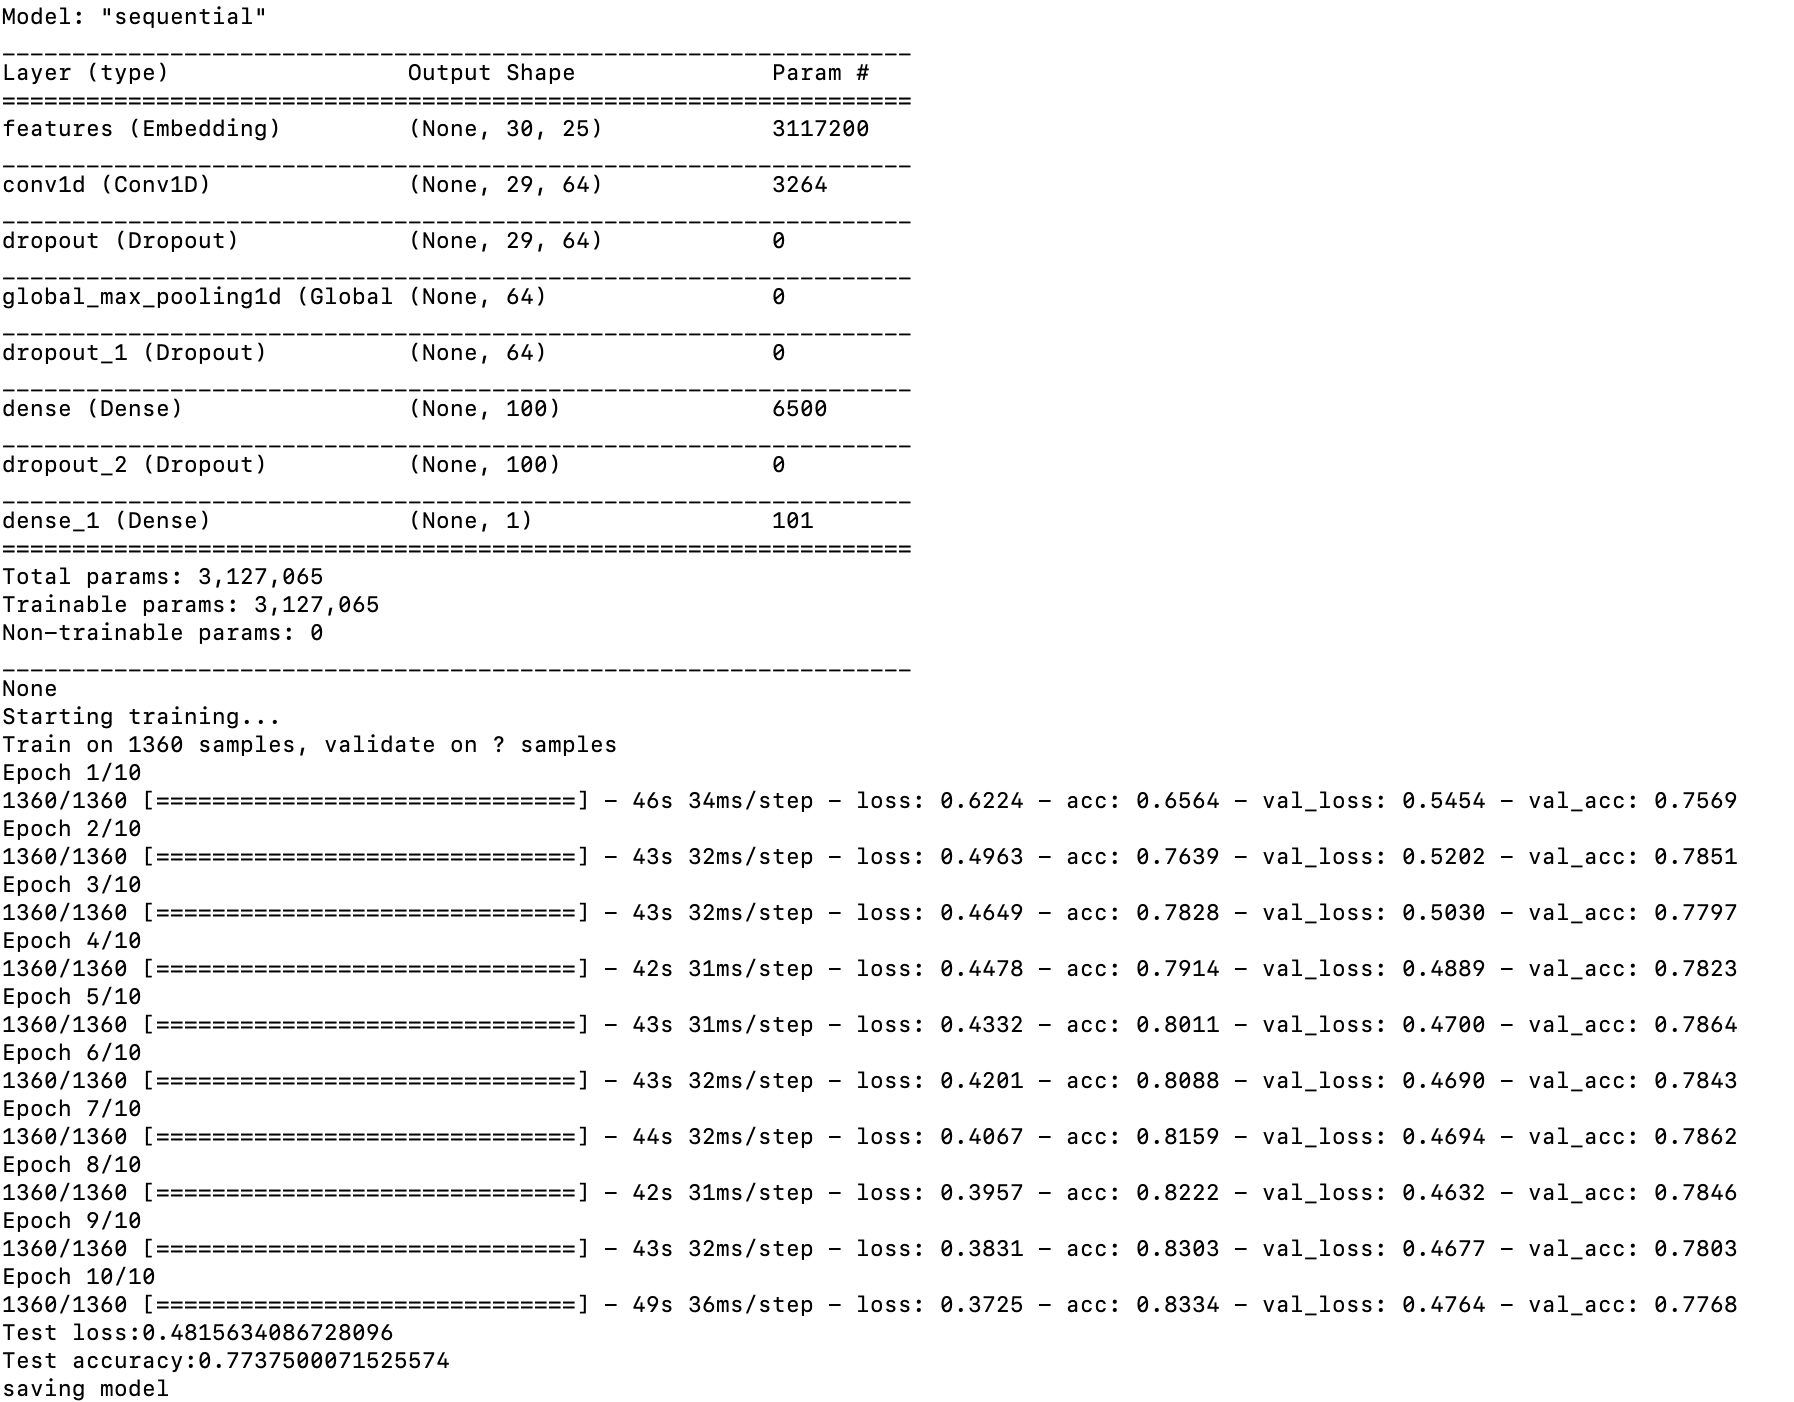 Model: "sequential"
_________________________________________________________________
Layer (type)                 Output Shape              Param #
=================================================================
features (Embedding)         (None, 30, 25)            3117200
_________________________________________________________________
conv1d (Conv1D)              (None, 29, 64)            3264
_________________________________________________________________
dropout (Dropout)            (None, 29, 64)            0
_________________________________________________________________
global_max_pooling1d (Global (None, 64)                0
_________________________________________________________________
dropout_1 (Dropout)          (None, 64)                0
_________________________________________________________________
dense (Dense)                (None, 100)               6500
_________________________________________________________________
dropout_2 (Dropout)          (None, 100)               0
_________________________________________________________________
dense_1 (Dense)              (None, 1)                 101
=================================================================
Total params: 3,127,065
Trainable params: 3,127,065
Non-trainable params: 0
_________________________________________________________________
None
Starting training...
Train on 1360 samples, validate on ? samples
Epoch 1/10
1360/1360 [==============================] - 46s 34ms/step - loss: 0.6224 - acc: 0.6564 - val_loss: 0.5454 - val_acc: 0.7569
Epoch 2/10
1360/1360 [==============================] - 43s 32ms/step - loss: 0.4963 - acc: 0.7639 - val_loss: 0.5202 - val_acc: 0.7851
Epoch 3/10
1360/1360 [==============================] - 43s 32ms/step - loss: 0.4649 - acc: 0.7828 - val_loss: 0.5030 - val_acc: 0.7797
Epoch 4/10
1360/1360 [==============================] - 42s 31ms/step - loss: 0.4478 - acc: 0.7914 - val_loss: 0.4889 - val_acc: 0.7823
Epoch 5/10
1360/1360 [==============================] - 43s 31ms/step - loss: 0.4332 - acc: 0.8011 - val_loss: 0.4700 - val_acc: 0.7864
Epoch 6/10
1360/1360 [==============================] - 43s 32ms/step - loss: 0.4201 - acc: 0.8088 - val_loss: 0.4690 - val_acc: 0.7843
Epoch 7/10
1360/1360 [==============================] - 44s 32ms/step - loss: 0.4067 - acc: 0.8159 - val_loss: 0.4694 - val_acc: 0.7862
Epoch 8/10
1360/1360 [==============================] - 42s 31ms/step - loss: 0.3957 - acc: 0.8222 - val_loss: 0.4632 - val_acc: 0.7846
Epoch 9/10
1360/1360 [==============================] - 43s 32ms/step - loss: 0.3831 - acc: 0.8303 - val_loss: 0.4677 - val_acc: 0.7803
Epoch 10/10
1360/1360 [==============================] - 49s 36ms/step - loss: 0.3725 - acc: 0.8334 - val_loss: 0.4764 - val_acc: 0.7768
Test loss:0.4815634086728096
Test accuracy:0.7737500071525574
saving model